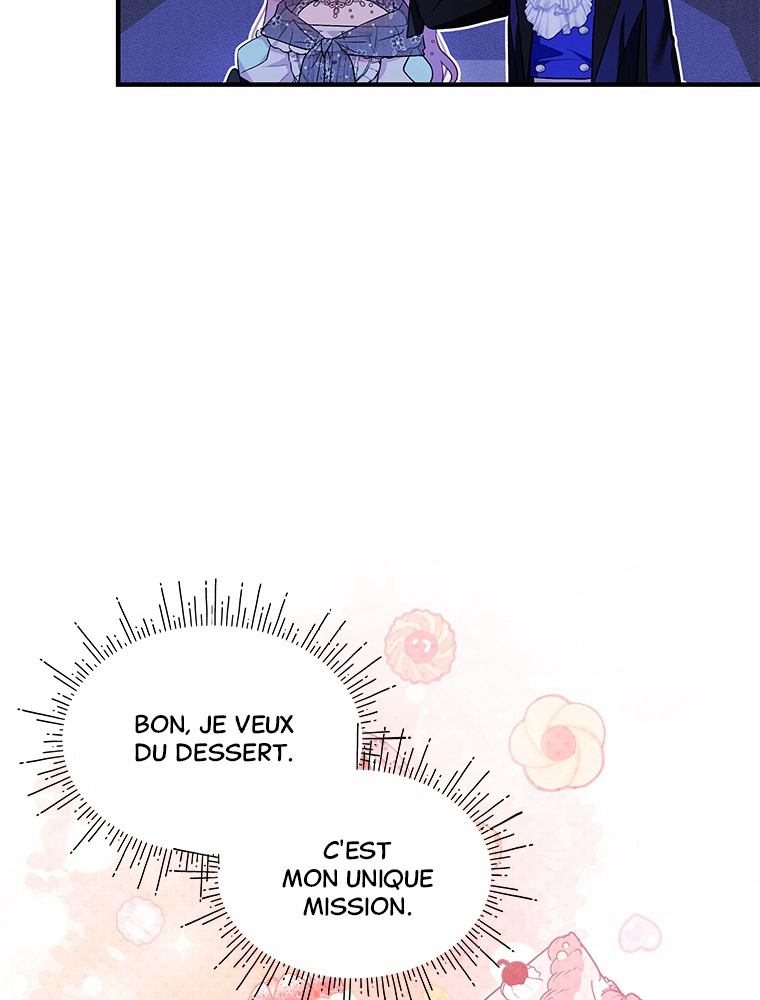 BON, JE VEUX
DU DESSERT.
C'EST
MON UNIQUE
MISSION.